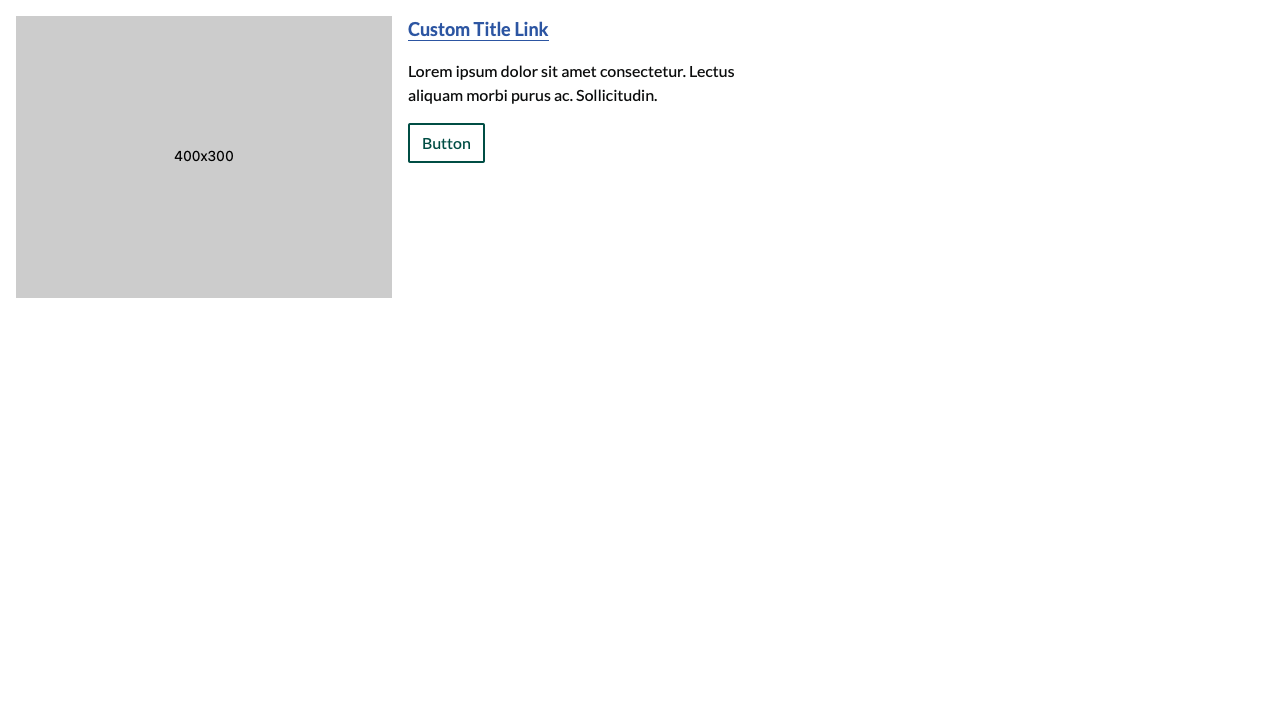 400x300
Custom Title Link
Lorem ipsum dolor sit amet consectetur. Lectus
aliquam morbi purus ac. Sollicitudin.
Button